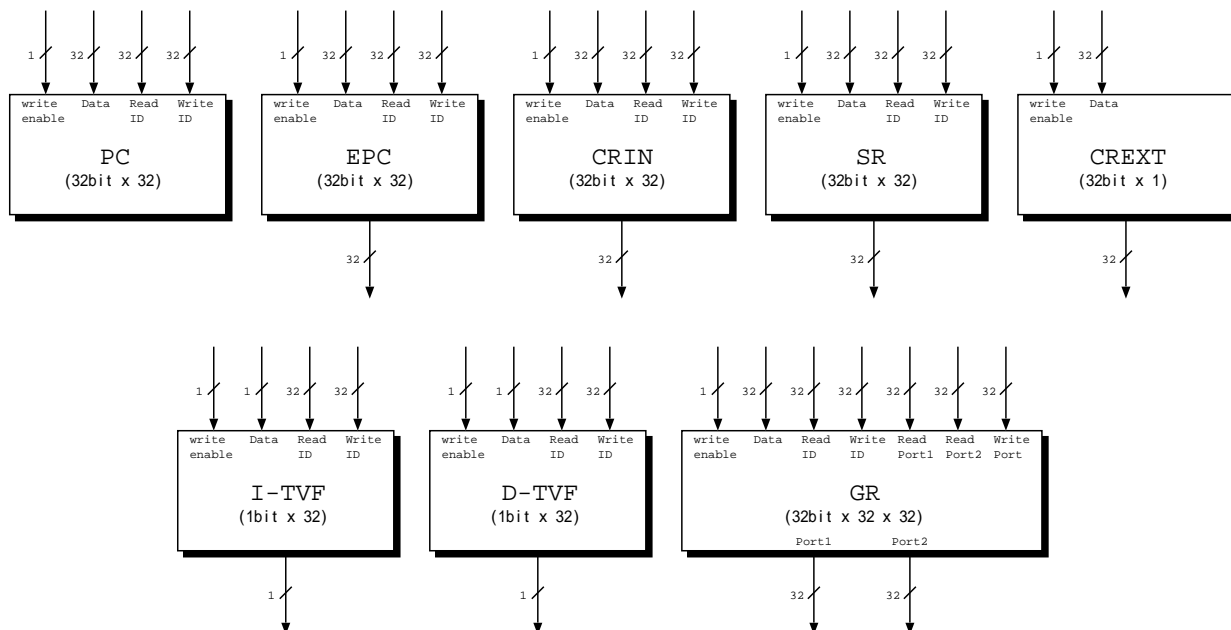 1 32 32 32
1 32 32 32
1 32 32 32
1 32 32 32
1 32
write Data Read Write
enable ID ID
PC
(32bit x 32)
write Data Read Write
enable ID ID
EPC
(32bit x 32)
32
write Data Read Write
enable ID ID
CRIN
(32bit x 32)
32
write Data Read Write
enable ID ID
SR
(32bit x 32)
32
write Data
enable
CREXT
(32bit x 1)
32
1 1 32 32
1 1 32 32
1 32 32 32 32 32 32
write Data Read Write
enable ID ID
I-TVF
(1bit x 32)
1
write Data Read Write
enable ID ID
D-TVF
(1bit x 32)
1
write Data Read Write Read Read Write
enable ID ID Port1 Port2 Port
GR
(32bit x 32 x 32)
Port1 Port2
32 32